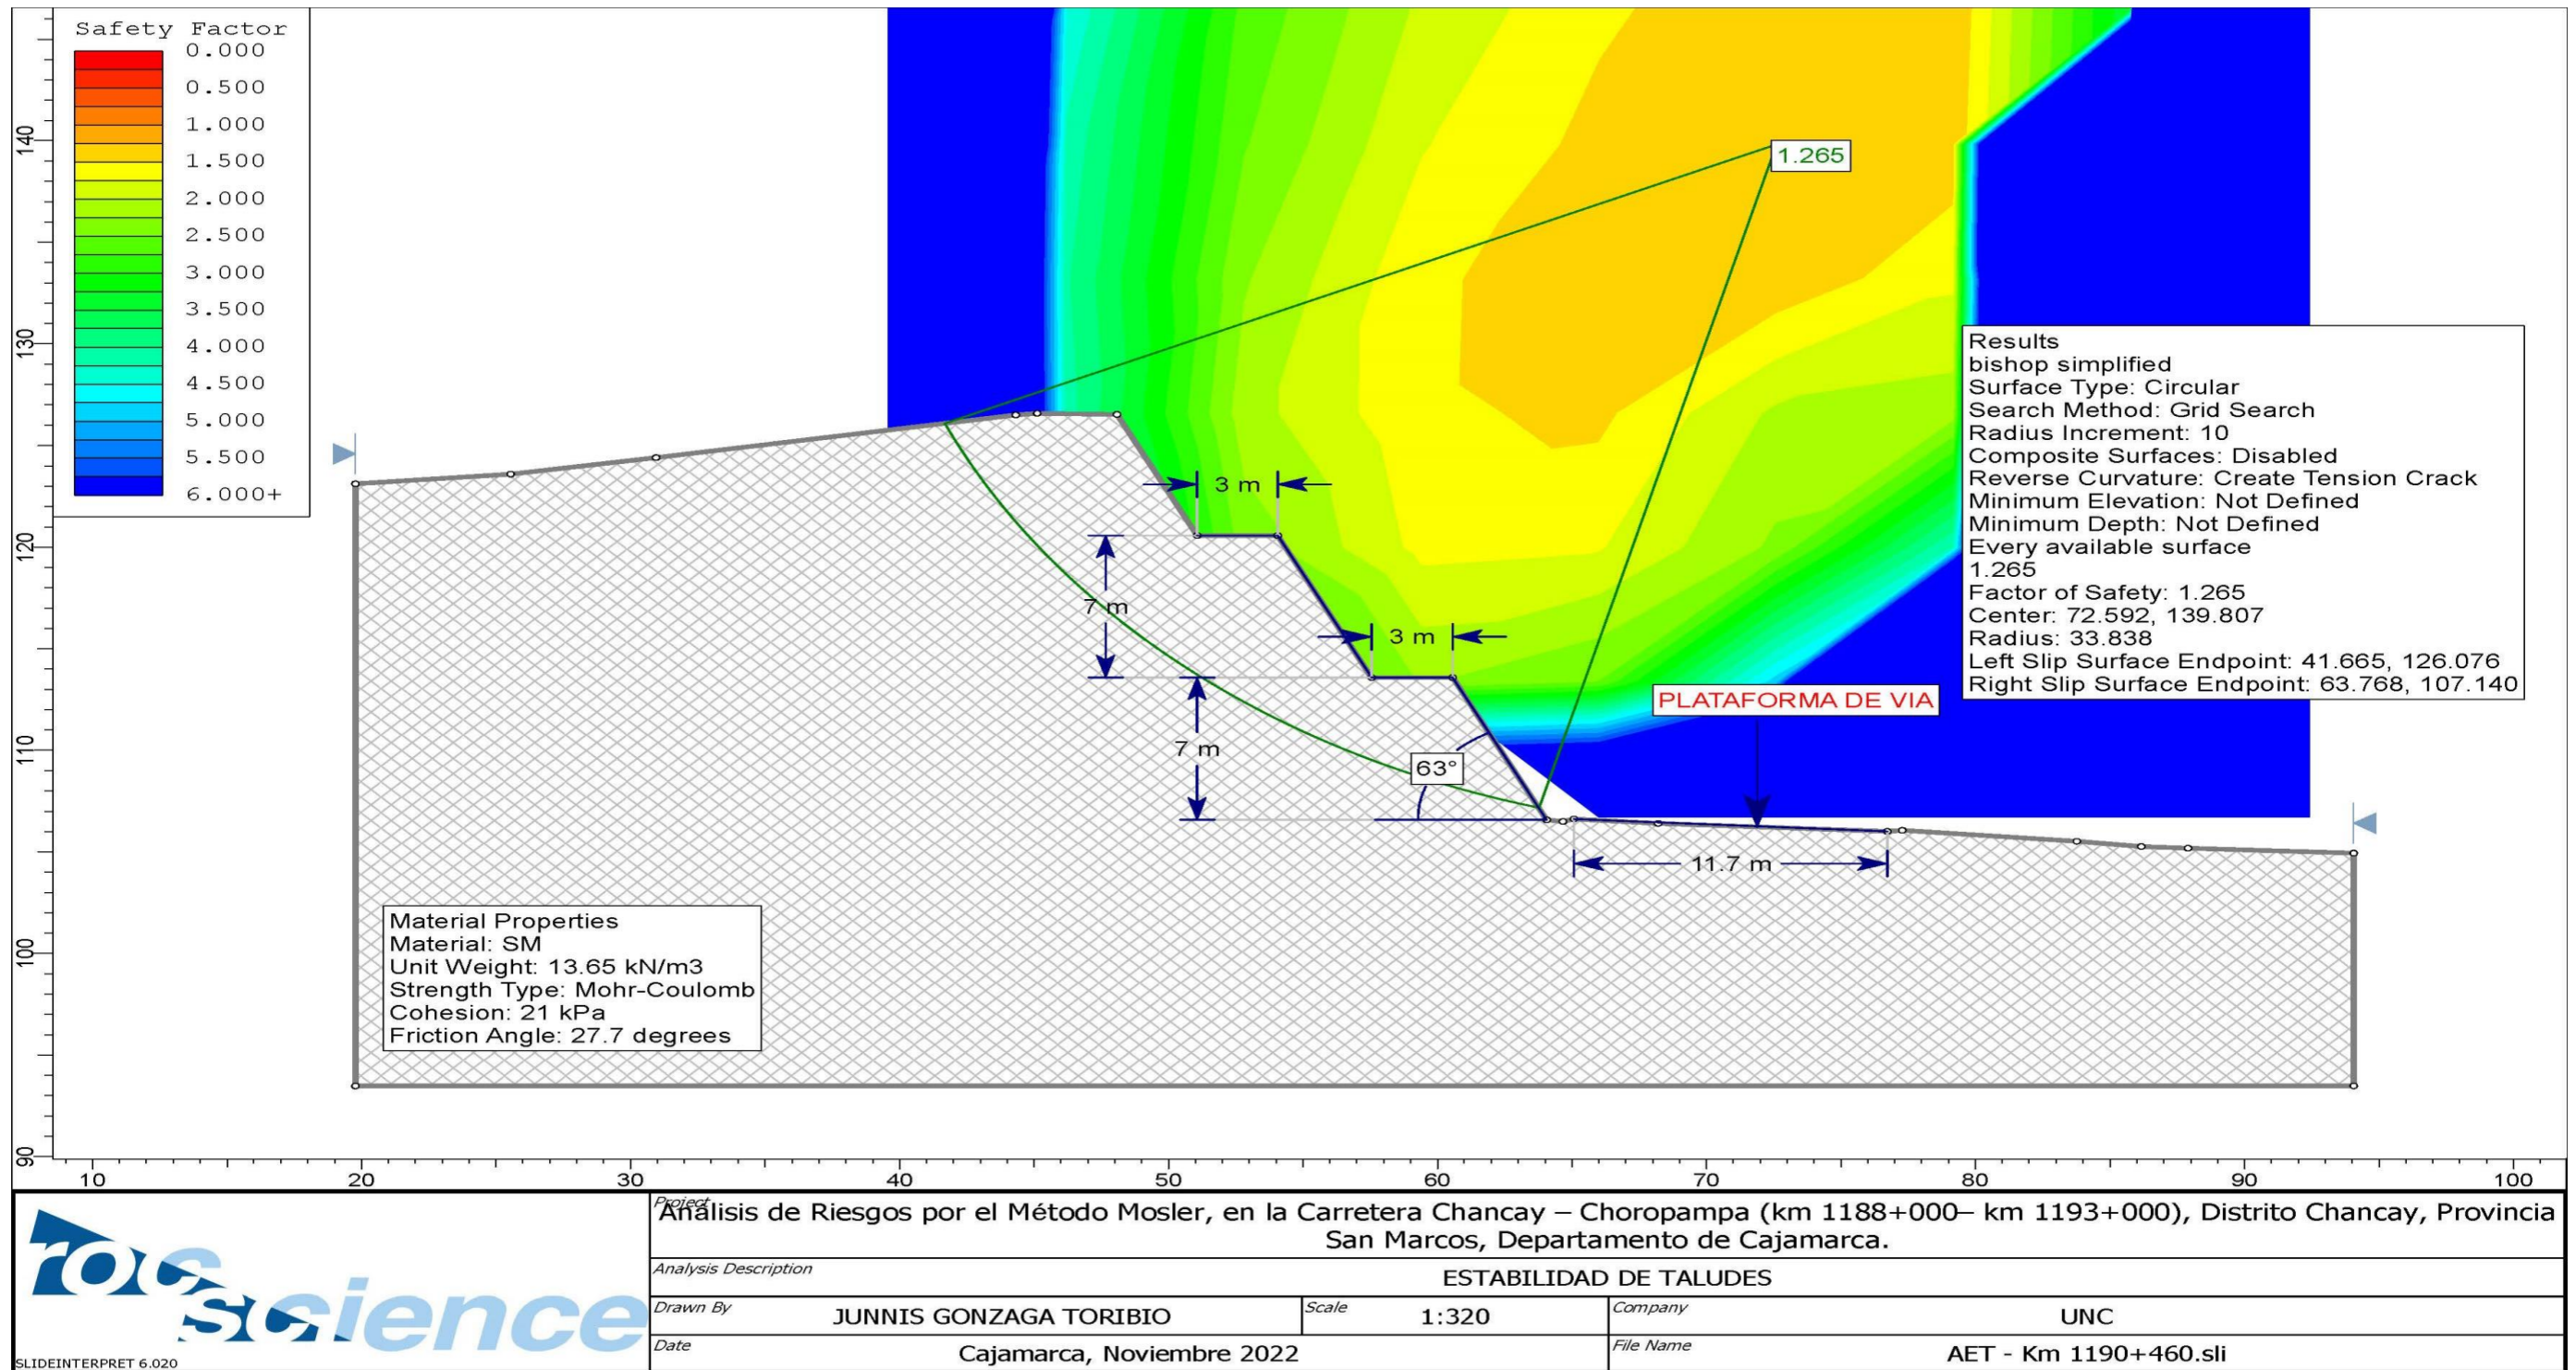 Safety Factor
0.000
0.500
1.000
1.500
2.000
2.500
3.000
3.500
4.000
4.500
5.000
5.500
6.000+
140
130
120
110
100
90
1.265
Results
bishop simplified
Surface Type: Circular
Search Method: Grid Search
Radius Increment: 10
Composite Surfaces: Disabled
Reverse Curvature: Create Tension Crack
Minimum Elevation: Not Defined
Minimum Depth: Not Defined
Every available surface
1.265
Factor of Safety: 1.265
Center: 72.592, 139.807
Radius: 33.838
Left Slip Surface Endpoint: 41.665, 126.076
Right Slip Surface Endpoint: 63.768, 107.140
3 m
7 m
3 m
PLATAFORMA DE VIA
7 m
63°
11.7 m
Material Properties
Material: SM
Unit Weight: 13.65 kN/m3
Strength Type: Mohr-Coulomb
Cohesion: 21 kPa
Friction Angle: 27.7 degrees
10 20 30 40 50 60 70 80 90 100
rocscience
SLIDEINTERPRET 6.020
Project
Análisis de Riesgos por el Método Mosler, en la Carretera Chancay – Choropampa (km 1188+000– km 1193+000), Distrito Chancay, Provincia
San Marcos, Departamento de Cajamarca.
Analysis Description
ESTABILIDAD DE TALUDES
Drawn By JUNNIS GONZAGA TORIBIO Scale 1:320 Company UNC
Date Cajamarca, Noviembre 2022 File Name AET - Km 1190+460.sli